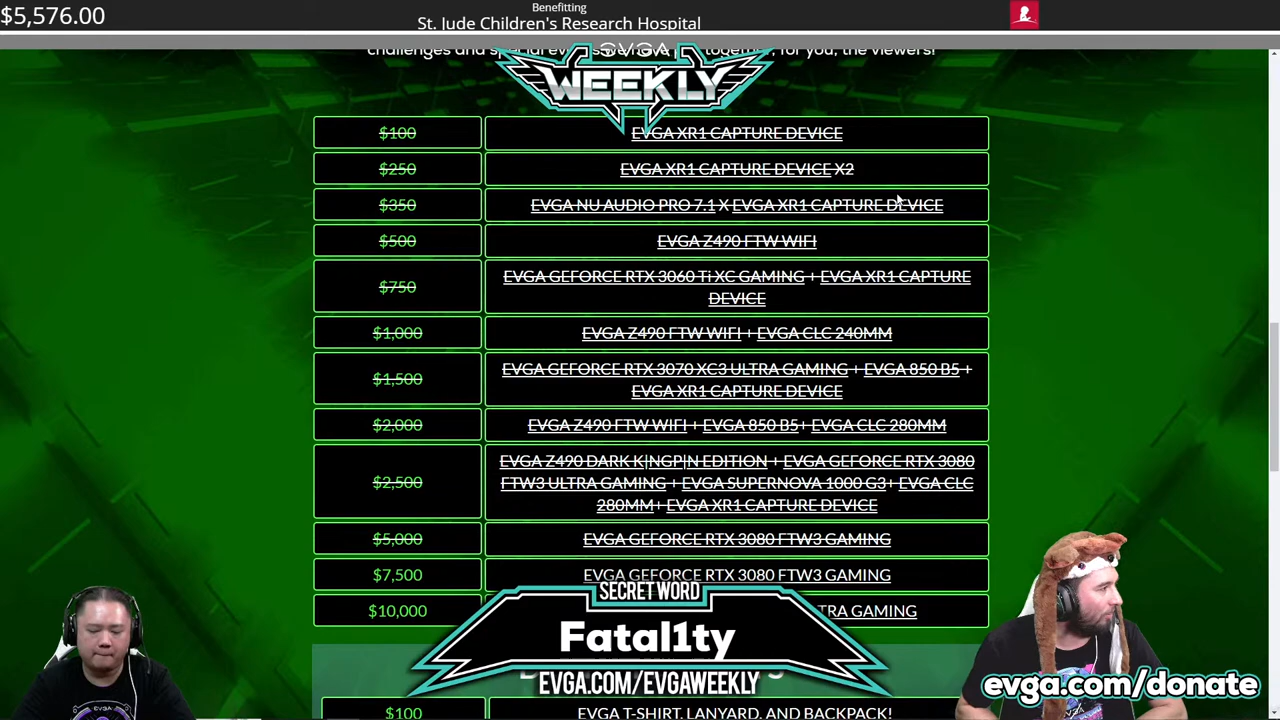 $5,576.00
Benefitting
St. Jude Children's Research Hospital
EVGA
WEEKLY
$100 EVGA XR1 CAPTURE DEVICE
$250 EVGA XR1 CAPTURE DEVICE X2
$350 EVGA NU AUDIO PRO 7.1 X EVGA XR1 CAPTURE DEVICE
$500 EVGA Z490 FTW WIFI
$750 EVGA GEFORCE RTX 3060 Ti XC GAMING + EVGA XR1 CAPTURE
DEVICE
$1,000 EVGA Z490 FTW WIFI + EVGA CLC 240MM
$1,500 EVGA GEFORCE RTX 3070 XC3 ULTRA GAMING + EVGA 850 B5 +
EVGA XR1 CAPTURE DEVICE
$2,000 EVGA Z490 FTW WIFI + EVGA 850 B5+ EVGA CLC 280MM
$2,500 EVGA Z490 DARK K|NGP|N EDITION + EVGA GEFORCE RTX 3080
FTW3 ULTRA GAMING + EVGA SUPERNOVA 1000 G3+ EVGA CLC
280MM+ EVGA XR1 CAPTURE DEVICE
$5,000 EVGA GEFORCE RTX 3080 FTW3 GAMING
$7,500 EVGA GEFORCE RTX 3080 FTW3 GAMING
$10,000 TRA GAMING
SECRET WORD
Fatal1ty
EVGA.COM/EVGAWEEKLY
evga.com/donate
$100 EVGA T-SHIRT, LANYARD, AND BACKPACK!